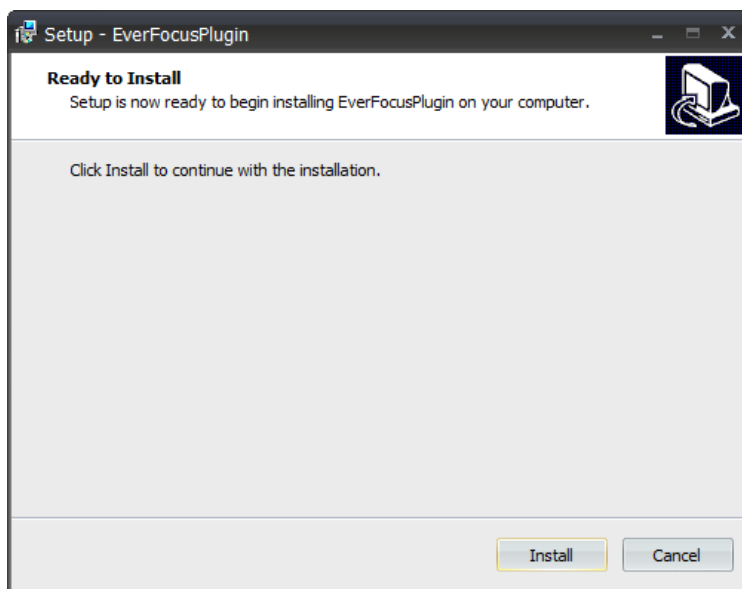 Setup - EverFocusPlugin
Ready to Install
Setup is now ready to begin installing EverFocusPlugin on your computer.
Click Install to continue with the installation.
Install
Cancel